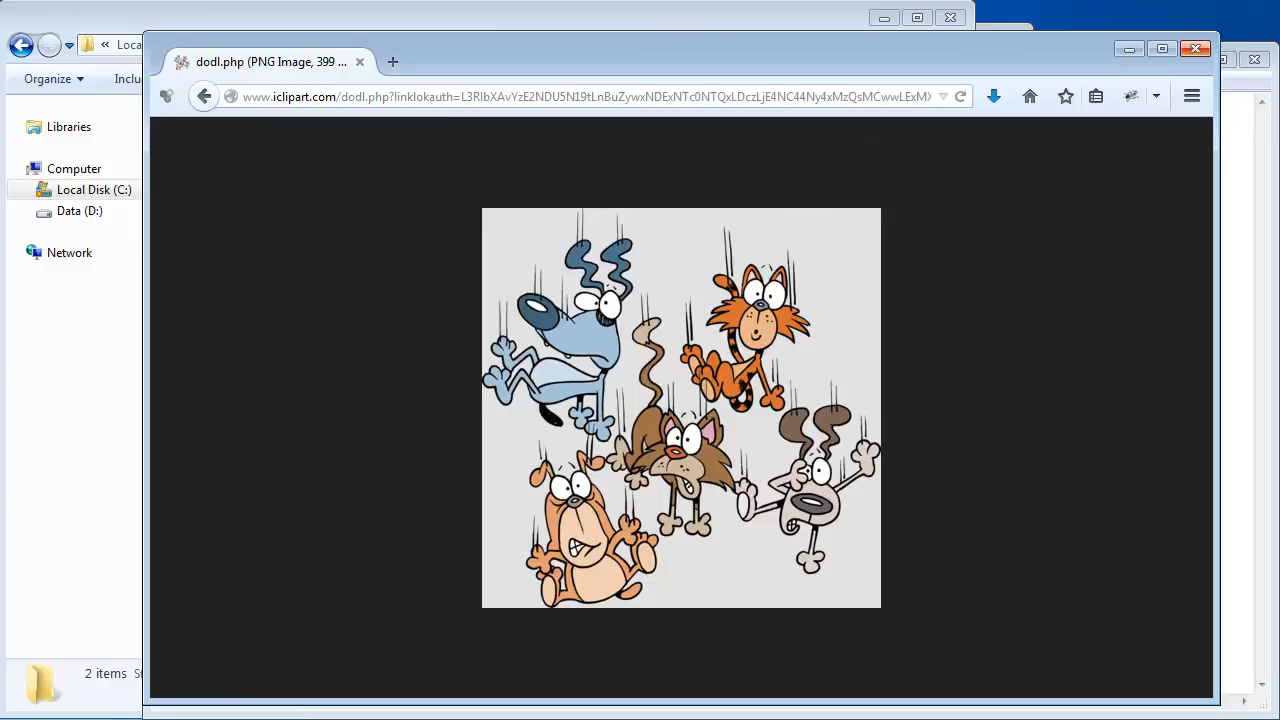 Loca
dodl.php (PNG Image, 399 ...
Organize
Inclu
www.iclipart.com/dodl.php?linklokauth=
Libraries
Computer
Local Disk (C:)
Data (D:)
Network
2 items